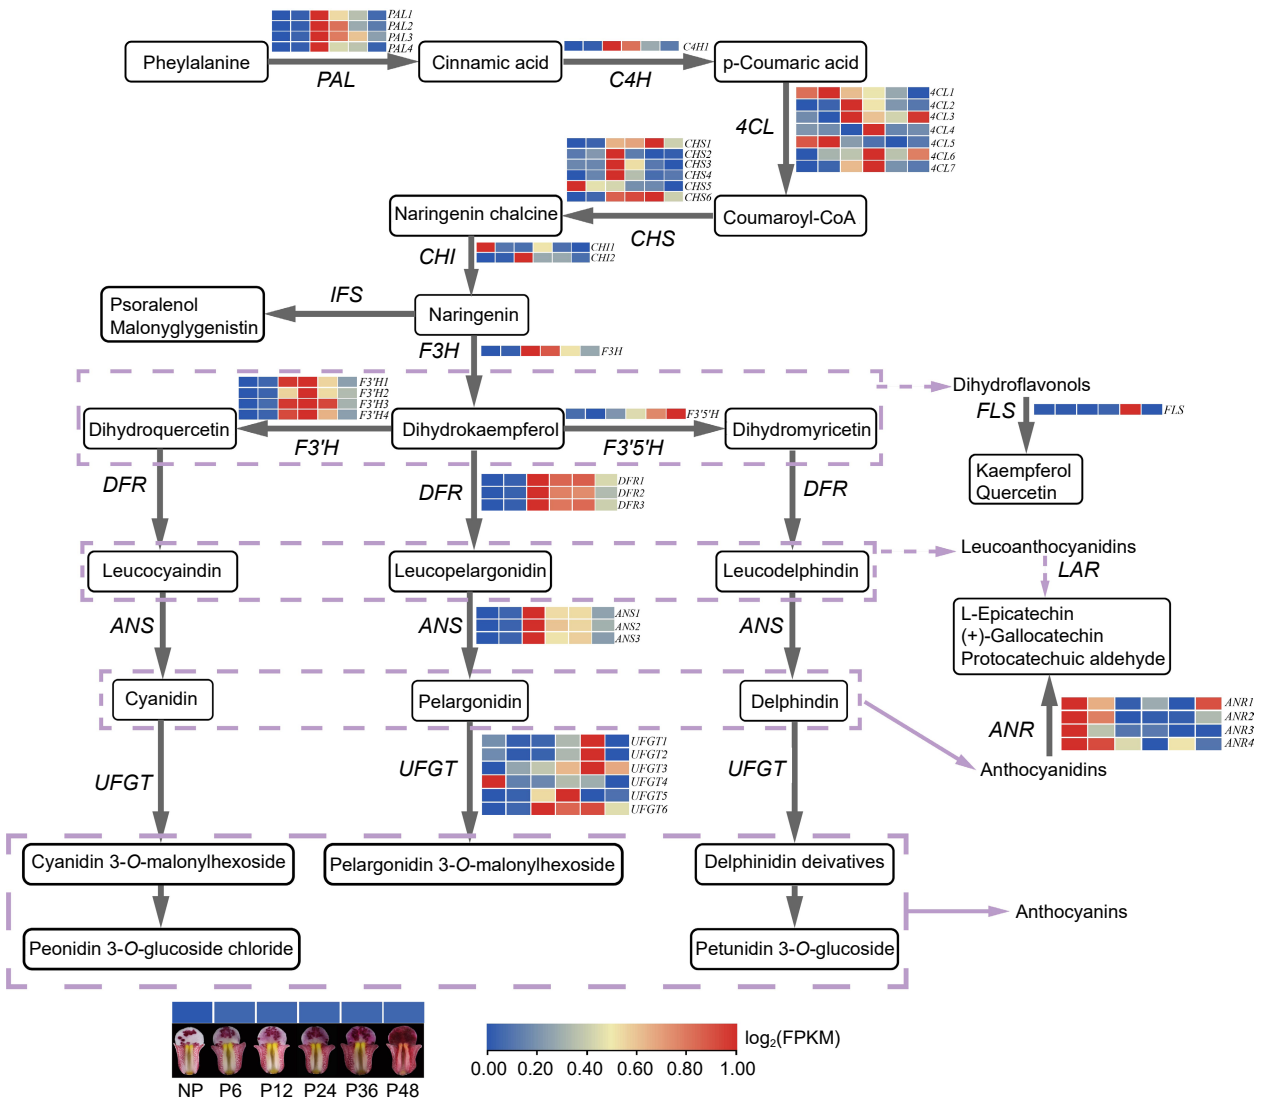 PAL1
PAL2
PAL3
PAL4
Pheylalanine
PAL
Cinnamic acid
C4H1
C4H
p-Coumaric acid
4CL1
4CL2
4CL3
4CL4
4CL5
4CL6
4CL7
4CL
CHS1
CHS2
CHS3
CHS4
CHS5
CHS6
Naringenin chalcine
CHS
Coumaroyl-CoA
CHI
CHI1
CHI2
Psoralenol
Malonyglygenistin
IFS
Naringenin
F3H
F3H
F3'H1
F3'H2
F3'H3
F3'H4
F3'5'H
Dihydroquercetin
F3'H
Dihydrokaempferol
F3'5'H
Dihydromyricetin
Dihydroflavonols
FLS
FLS
Kaempferol
Quercetin
DFR
DFR
DFR1
DFR2
DFR3
DFR
Leucocyaindin
Leucopelargonidin
Leucodelphindin
Leucoanthocyanidins
LAR
L-Epicatechin
(+)-Gallocatechin
Protocatechuic aldehyde
ANS
ANS
ANS1
ANS2
ANS3
ANS
Cyanidin
Pelargonidin
Delphindin
ANR
ANR1
ANR2
ANR3
ANR4
Anthocyanidins
UFGT
UFGT
UFGT1
UFGT2
UFGT3
UFGT4
UFGT5
UFGT6
UFGT
Cyanidin 3-O-malonylhexoside
Pelargonidin 3-O-malonylhexoside
Delphinidin deivatives
Anthocyanins
Peonidin 3-O-glucoside chloride
Petunidin 3-O-glucoside
NP P6 P12 P24 P36 P48
log₂(FPKM)
0.00 0.20 0.40 0.60 0.80 1.00